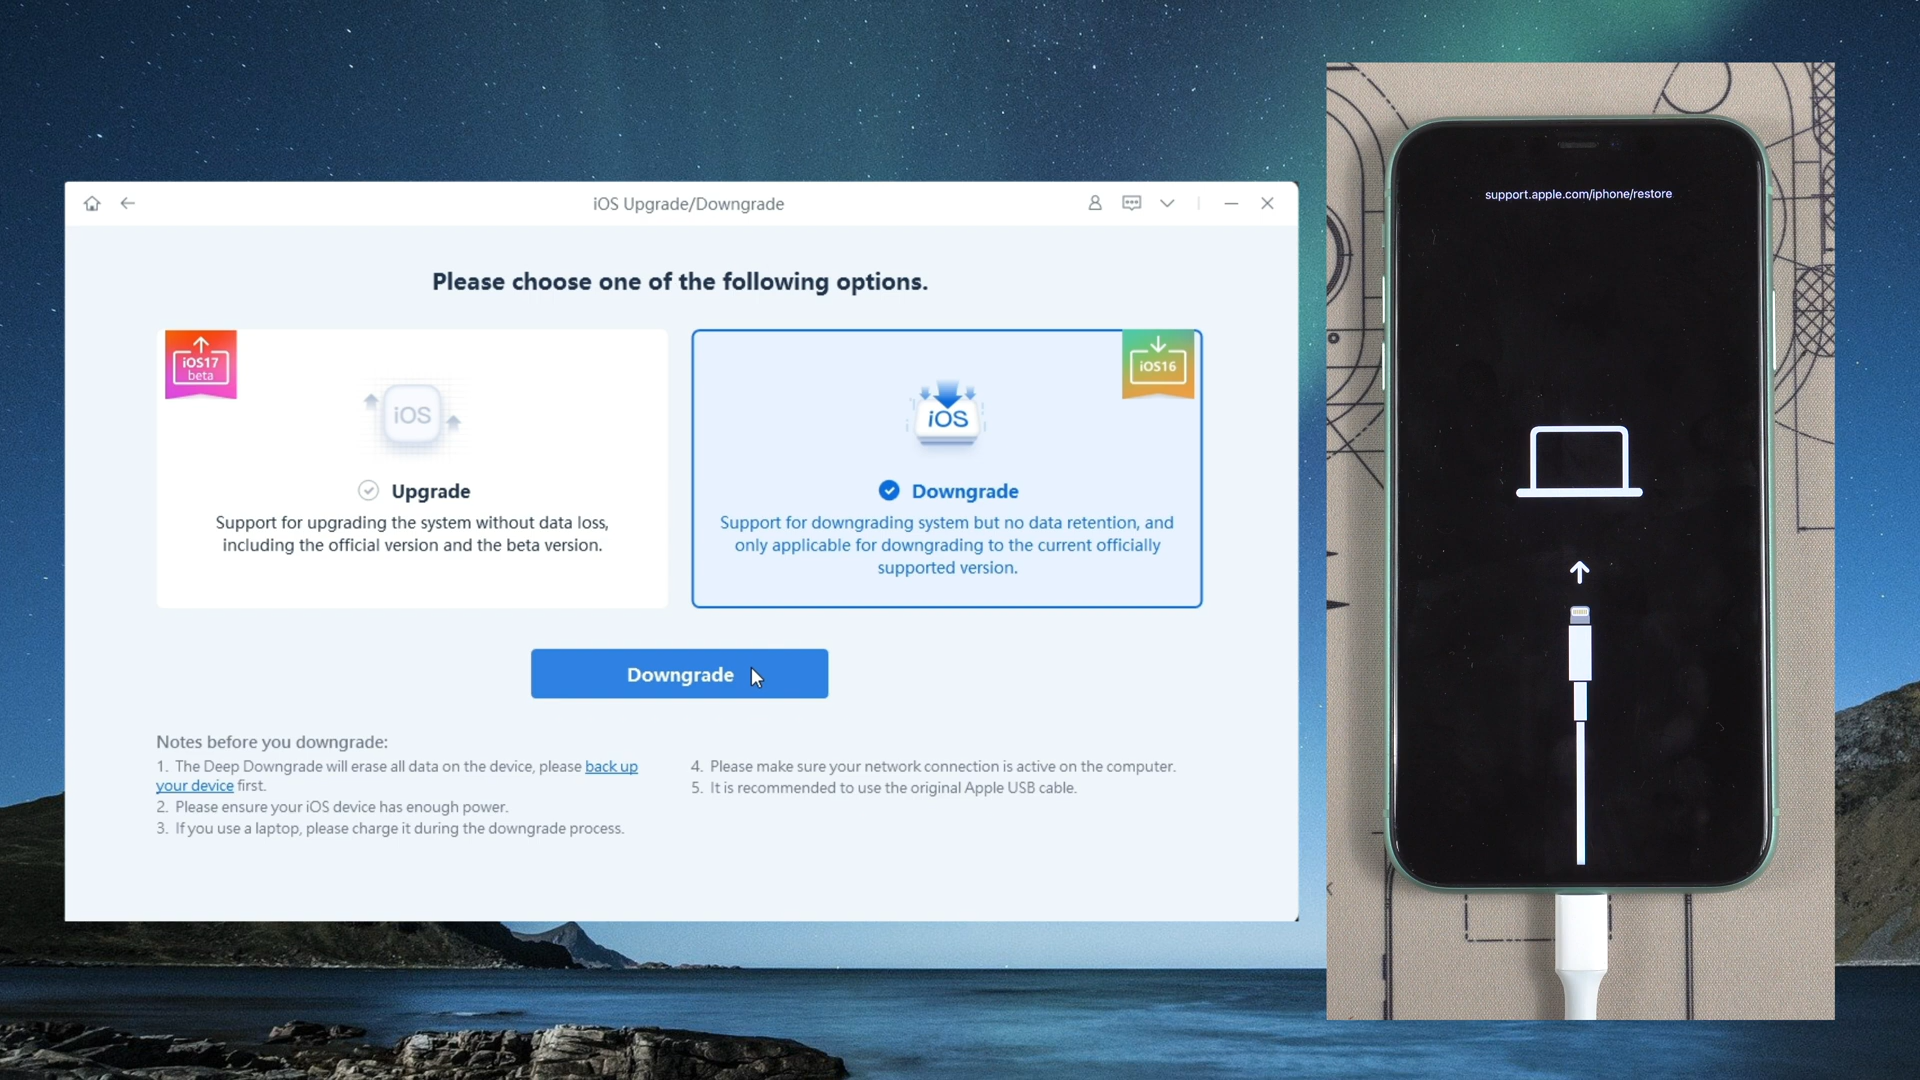 iOS Upgrade/Downgrade
Please choose one of the following options.
iOS17
beta
iOS
Upgrade
Support for upgrading the system without data loss,
including the official version and the beta version.
iOS16
iOS
Downgrade
Support for downgrading system but no data retention, and
only applicable for downgrading to the current officially
supported version.
Downgrade
Notes before you downgrade:
1. The Deep Downgrade will erase all data on the device, please back up
your device first.
2. Please ensure your iOS device has enough power.
3. If you use a laptop, please charge it during the downgrade process.
4. Please make sure your network connection is active on the computer.
5. It is recommended to use the original Apple USB cable.
support.apple.com/iphone/restore